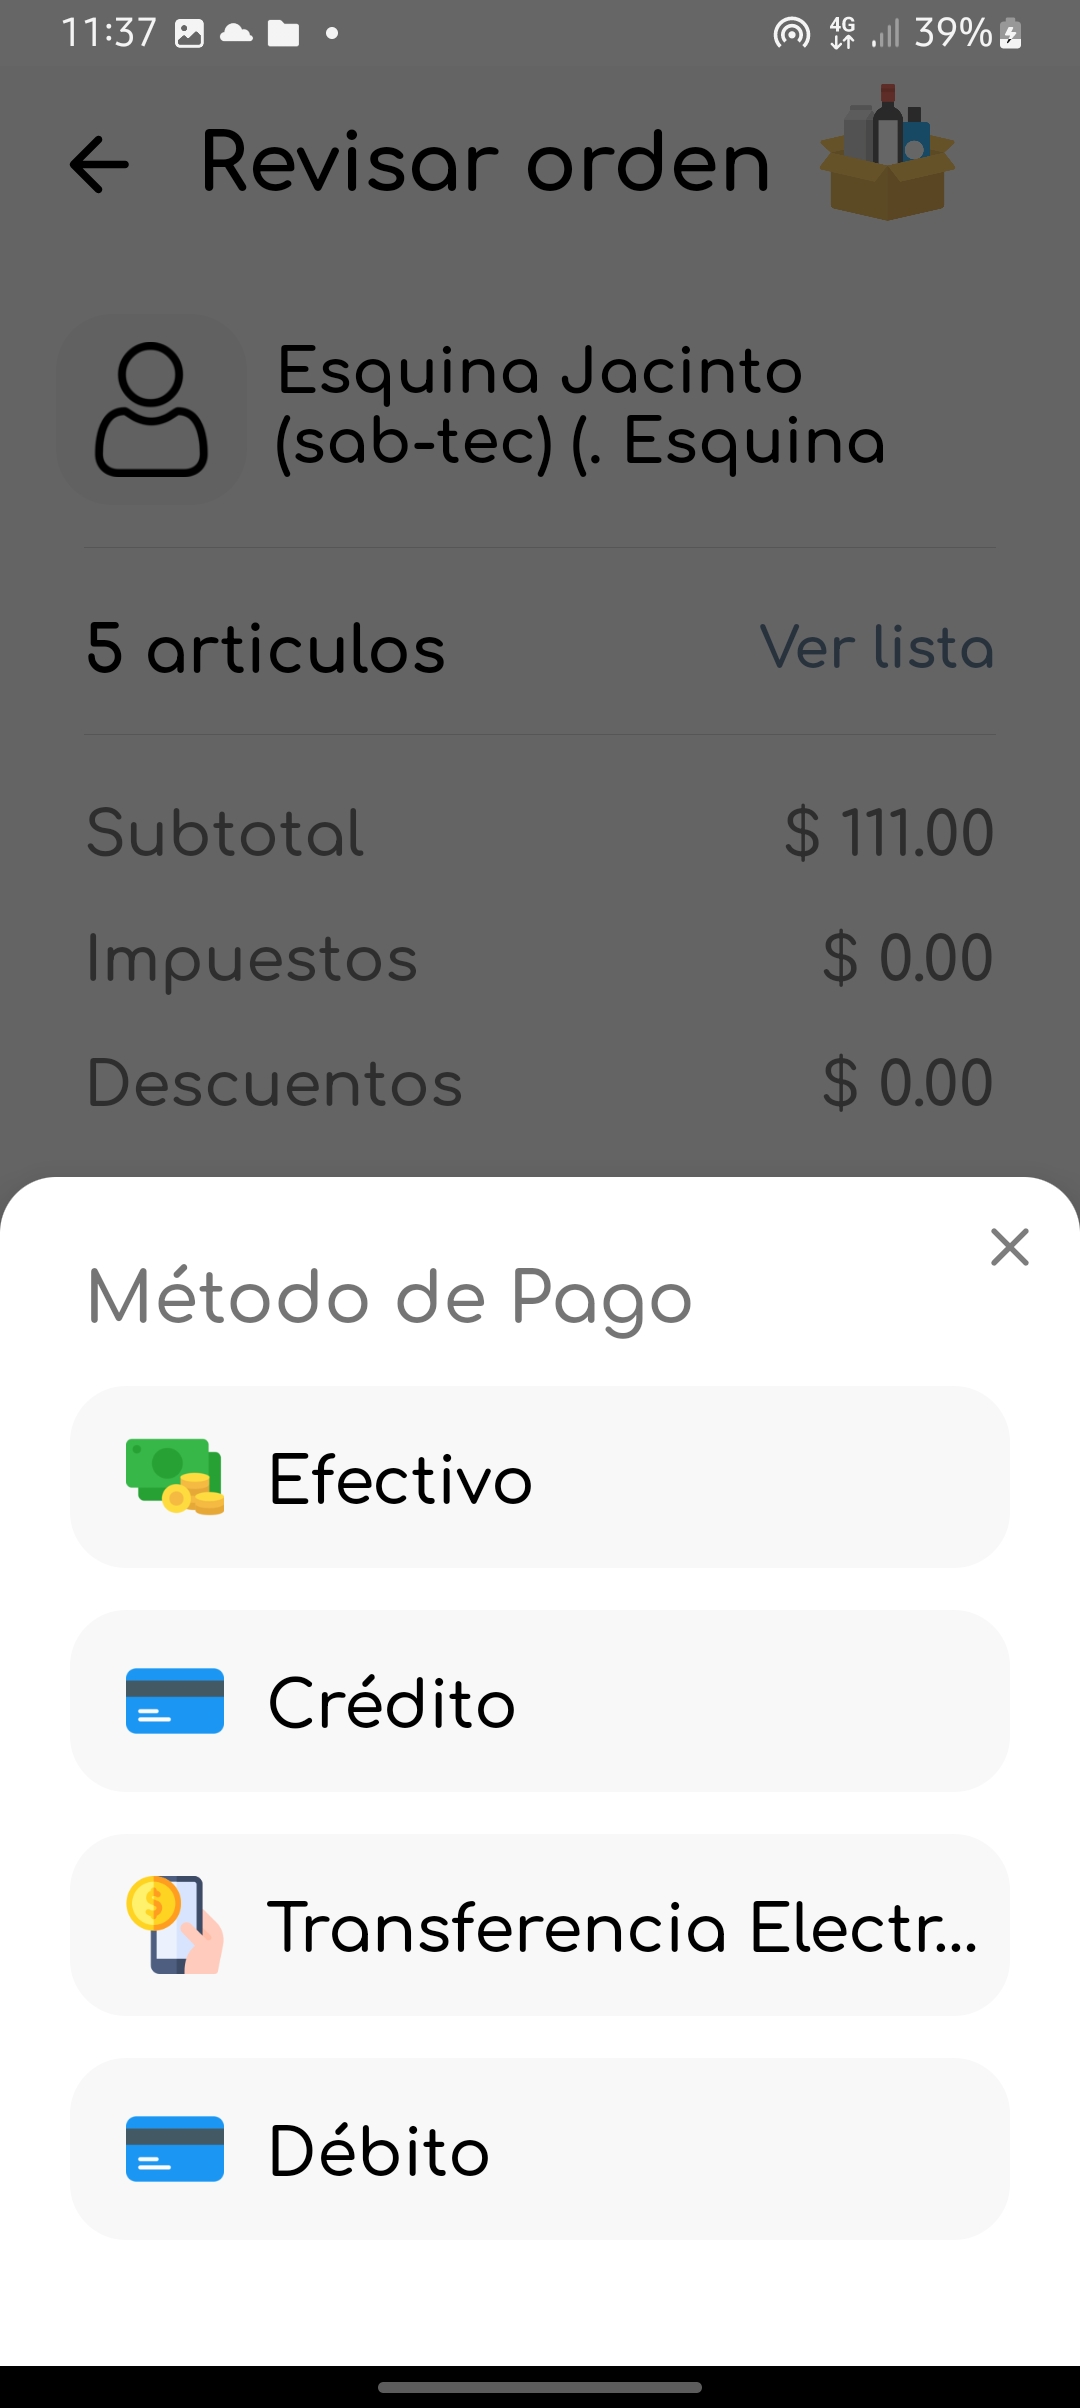 11:37 4G 39%
Revisar orden
Esquina Jacinto
(sab-tec) (. Esquina
5 articulos Ver lista
Subtotal $ 111.00
Impuestos $ 0.00
Descuentos $ 0.00
Método de Pago
Efectivo
Crédito
Transferencia Electr...
Débito